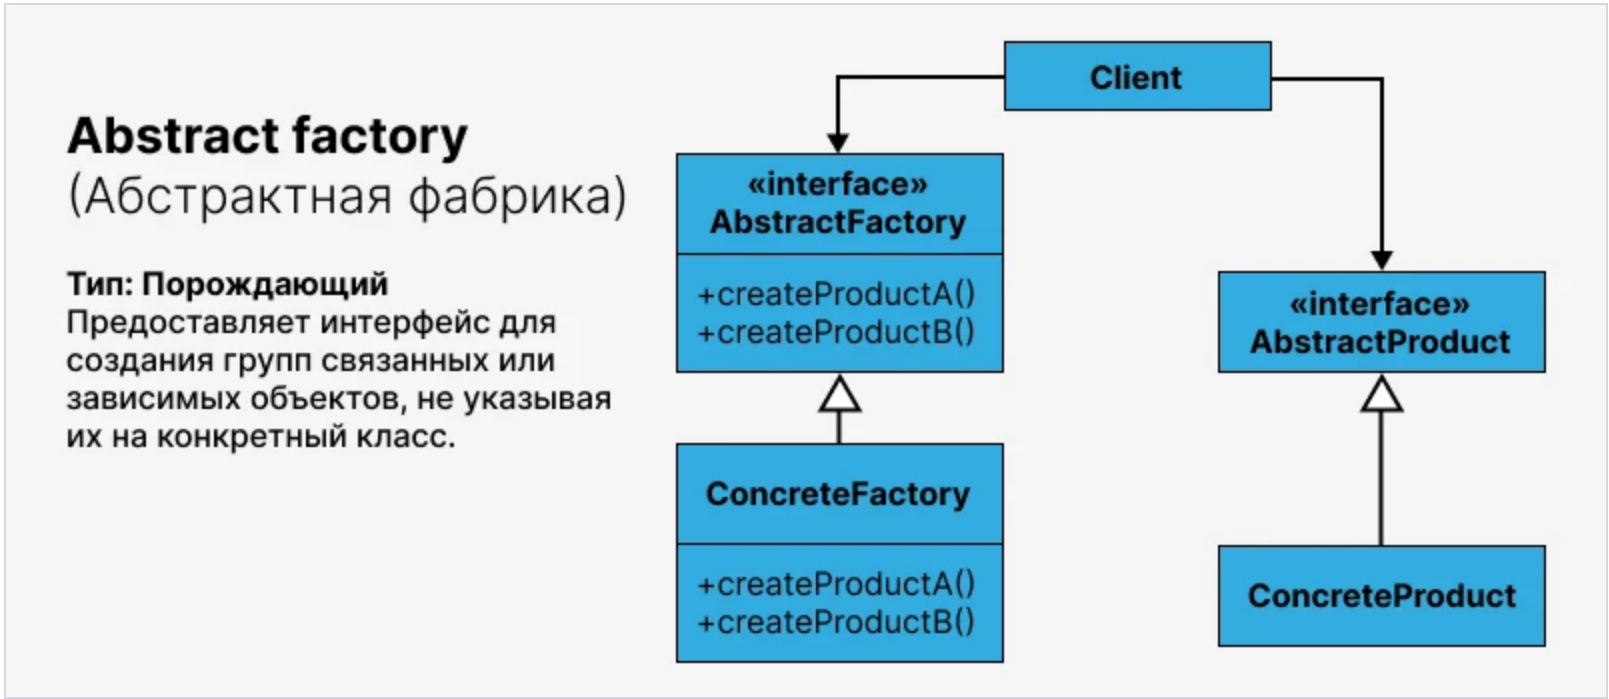 Abstract factory
(Абстрактная фабрика)
Тип: Порождающий
Предоставляет интерфейс для
создания групп связанных или
зависимых объектов, не указывая
их на конкретный класс.
Client
«interface»
AbstractFactory
+createProductA()
+createProductB()
«interface»
AbstractProduct
ConcreteFactory
+createProductA()
+createProductB()
ConcreteProduct